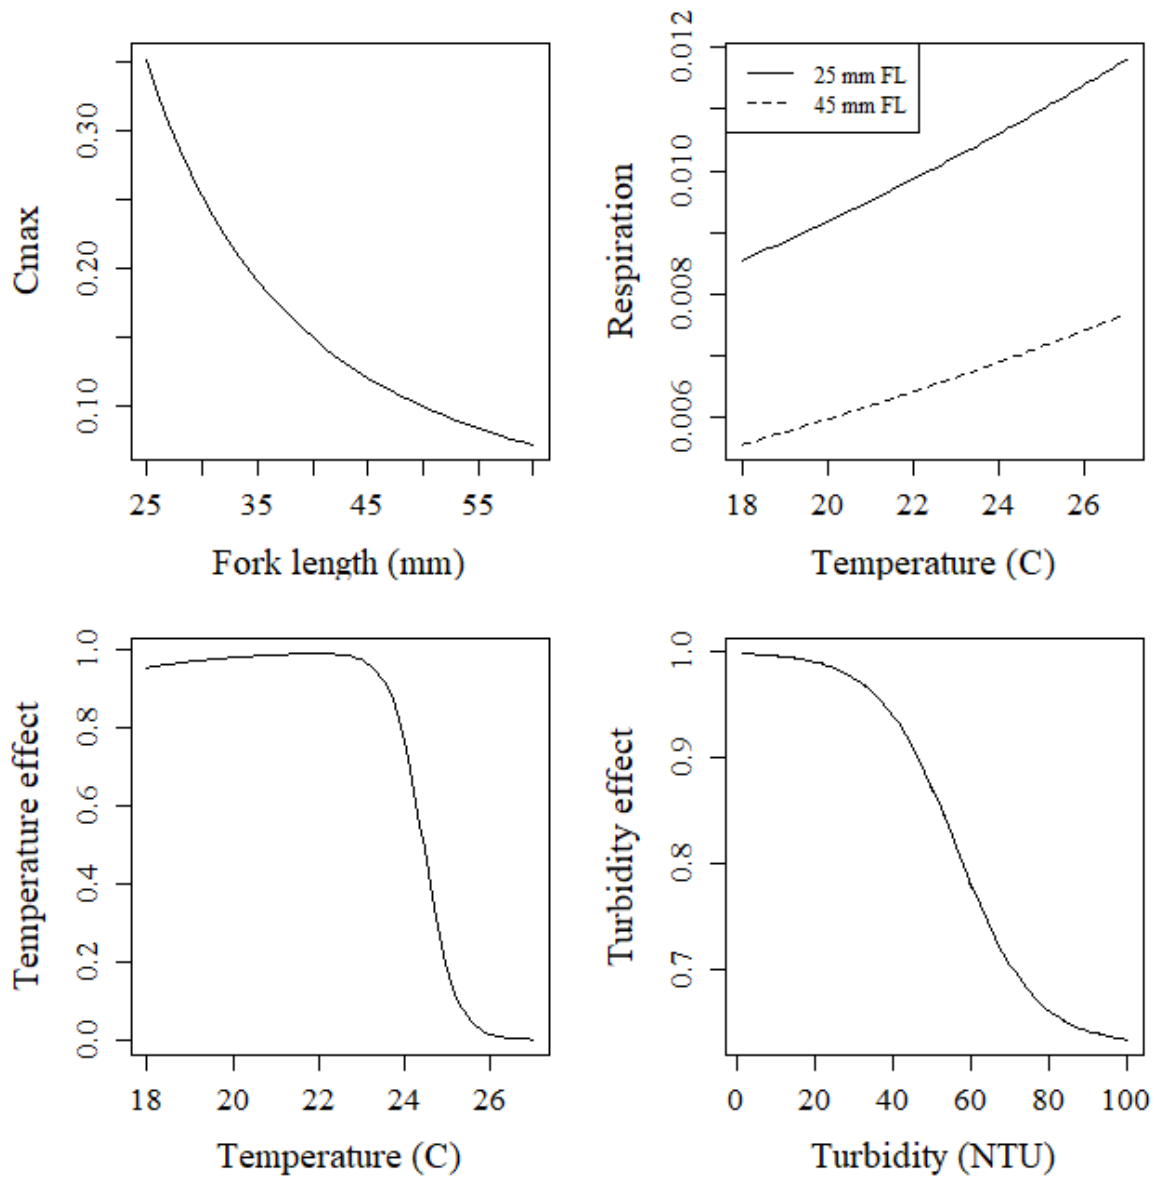 Cmax
0.30
0.20
0.10
25 35 45 55
Fork length (mm)
Respiration
0.012
0.010
0.008
0.006
25 mm FL
45 mm FL
18 20 22 24 26
Temperature (C)
Temperature effect
1.0
0.8
0.6
0.4
0.2
0.0
18 20 22 24 26
Temperature (C)
Turbidity effect
1.0
0.9
0.8
0.7
0 20 40 60 80 100
Turbidity (NTU)